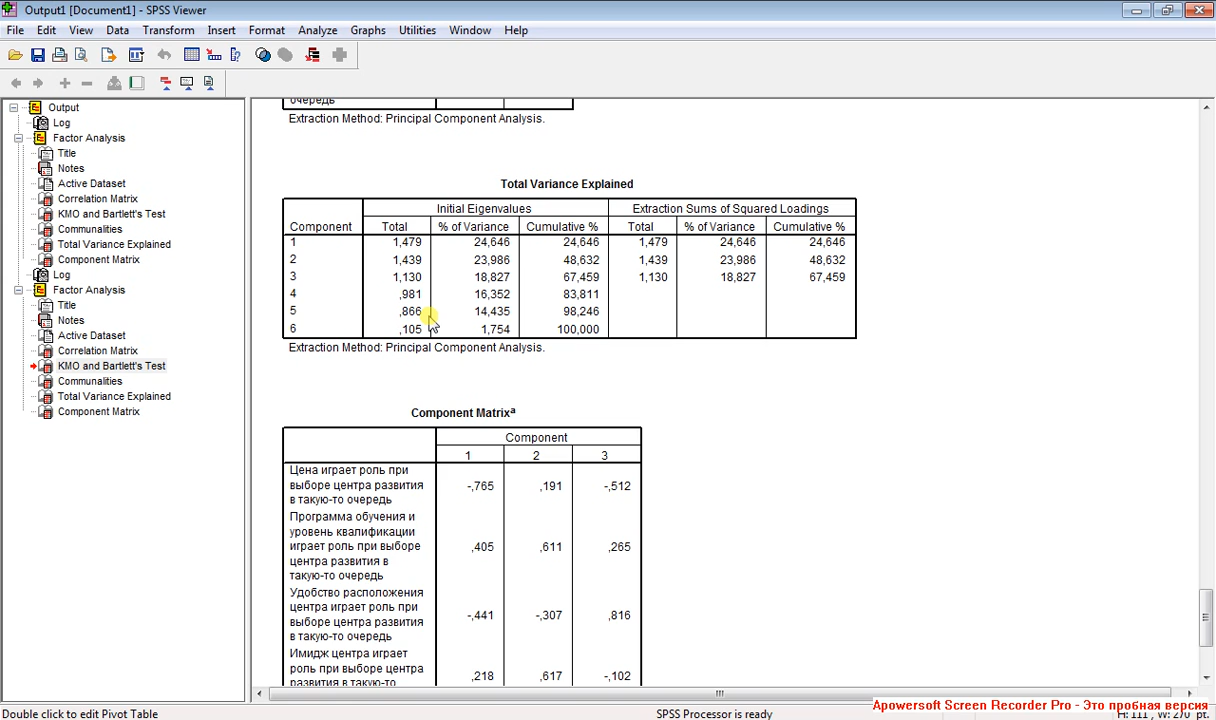 Output1 [Document1] - SPSS Viewer
File Edit View Data Transform Insert Format Analyze Graphs Utilities Window Help
Output
Log
Factor Analysis
Title
Notes
Active Dataset
Correlation Matrix
KMO and Bartlett's Test
Communalities
Total Variance Explained
Component Matrix
Log
Factor Analysis
Title
Notes
Active Dataset
Correlation Matrix
KMO and Bartlett's Test
Communalities
Total Variance Explained
Component Matrix
очередь
Extraction Method: Principal Component Analysis.
Total Variance Explained
Initial Eigenvalues Extraction Sums of Squared Loadings
Component Total % of Variance Cumulative % Total % of Variance Cumulative %
1 1,479 24,646 24,646 1,479 24,646 24,646
2 1,439 23,986 48,632 1,439 23,986 48,632
3 1,130 18,827 67,459 1,130 18,827 67,459
4 ,981 16,352 83,811
5 ,866 14,435 98,246
6 ,105 1,754 100,000
Extraction Method: Principal Component Analysis.
Component Matrixa
Component
1 2 3
Цена играет роль при
выборе центра развития -,765 ,191 -,512
в такую-то очередь
Программа обучения и
уровень квалификации
играет роль при выборе ,405 ,611 ,265
центра развития в
такую-то очередь
Удобство расположения
центра играет роль при
выборе центра развития -,441 -,307 ,816
в такую-то очередь
Имидж центра играет
роль при выборе центра
развития в такую-то ,218 ,617 -,102
Double click to edit Pivot Table SPSS Processor is ready
Apowersoft Screen Recorder Pro - Это пробная версия